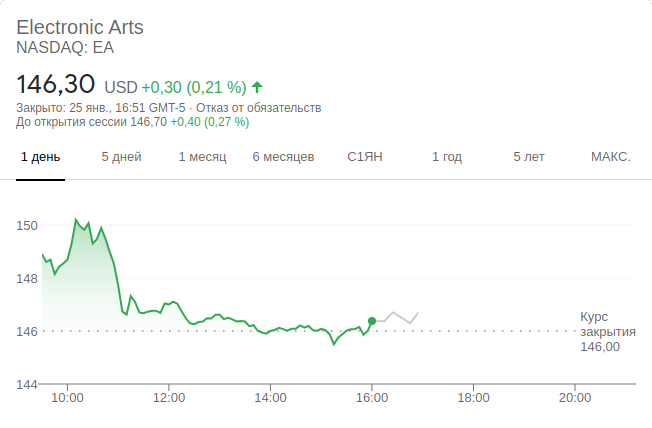 Electronic Arts
NASDAQ: EA
146,30 USD +0,30 (0,21 %)
Закрыто: 25 янв., 16:51 GMT-5 · Отказ от обязательств
До открытия сессии 146,70 +0,40 (0,27 %)
1 день 5 дней 1 месяц 6 месяцев С1ЯН 1 год 5 лет МАКС.
150
148
146
144
Курс
закрытия
146,00
10:00 12:00 14:00 16:00 18:00 20:00